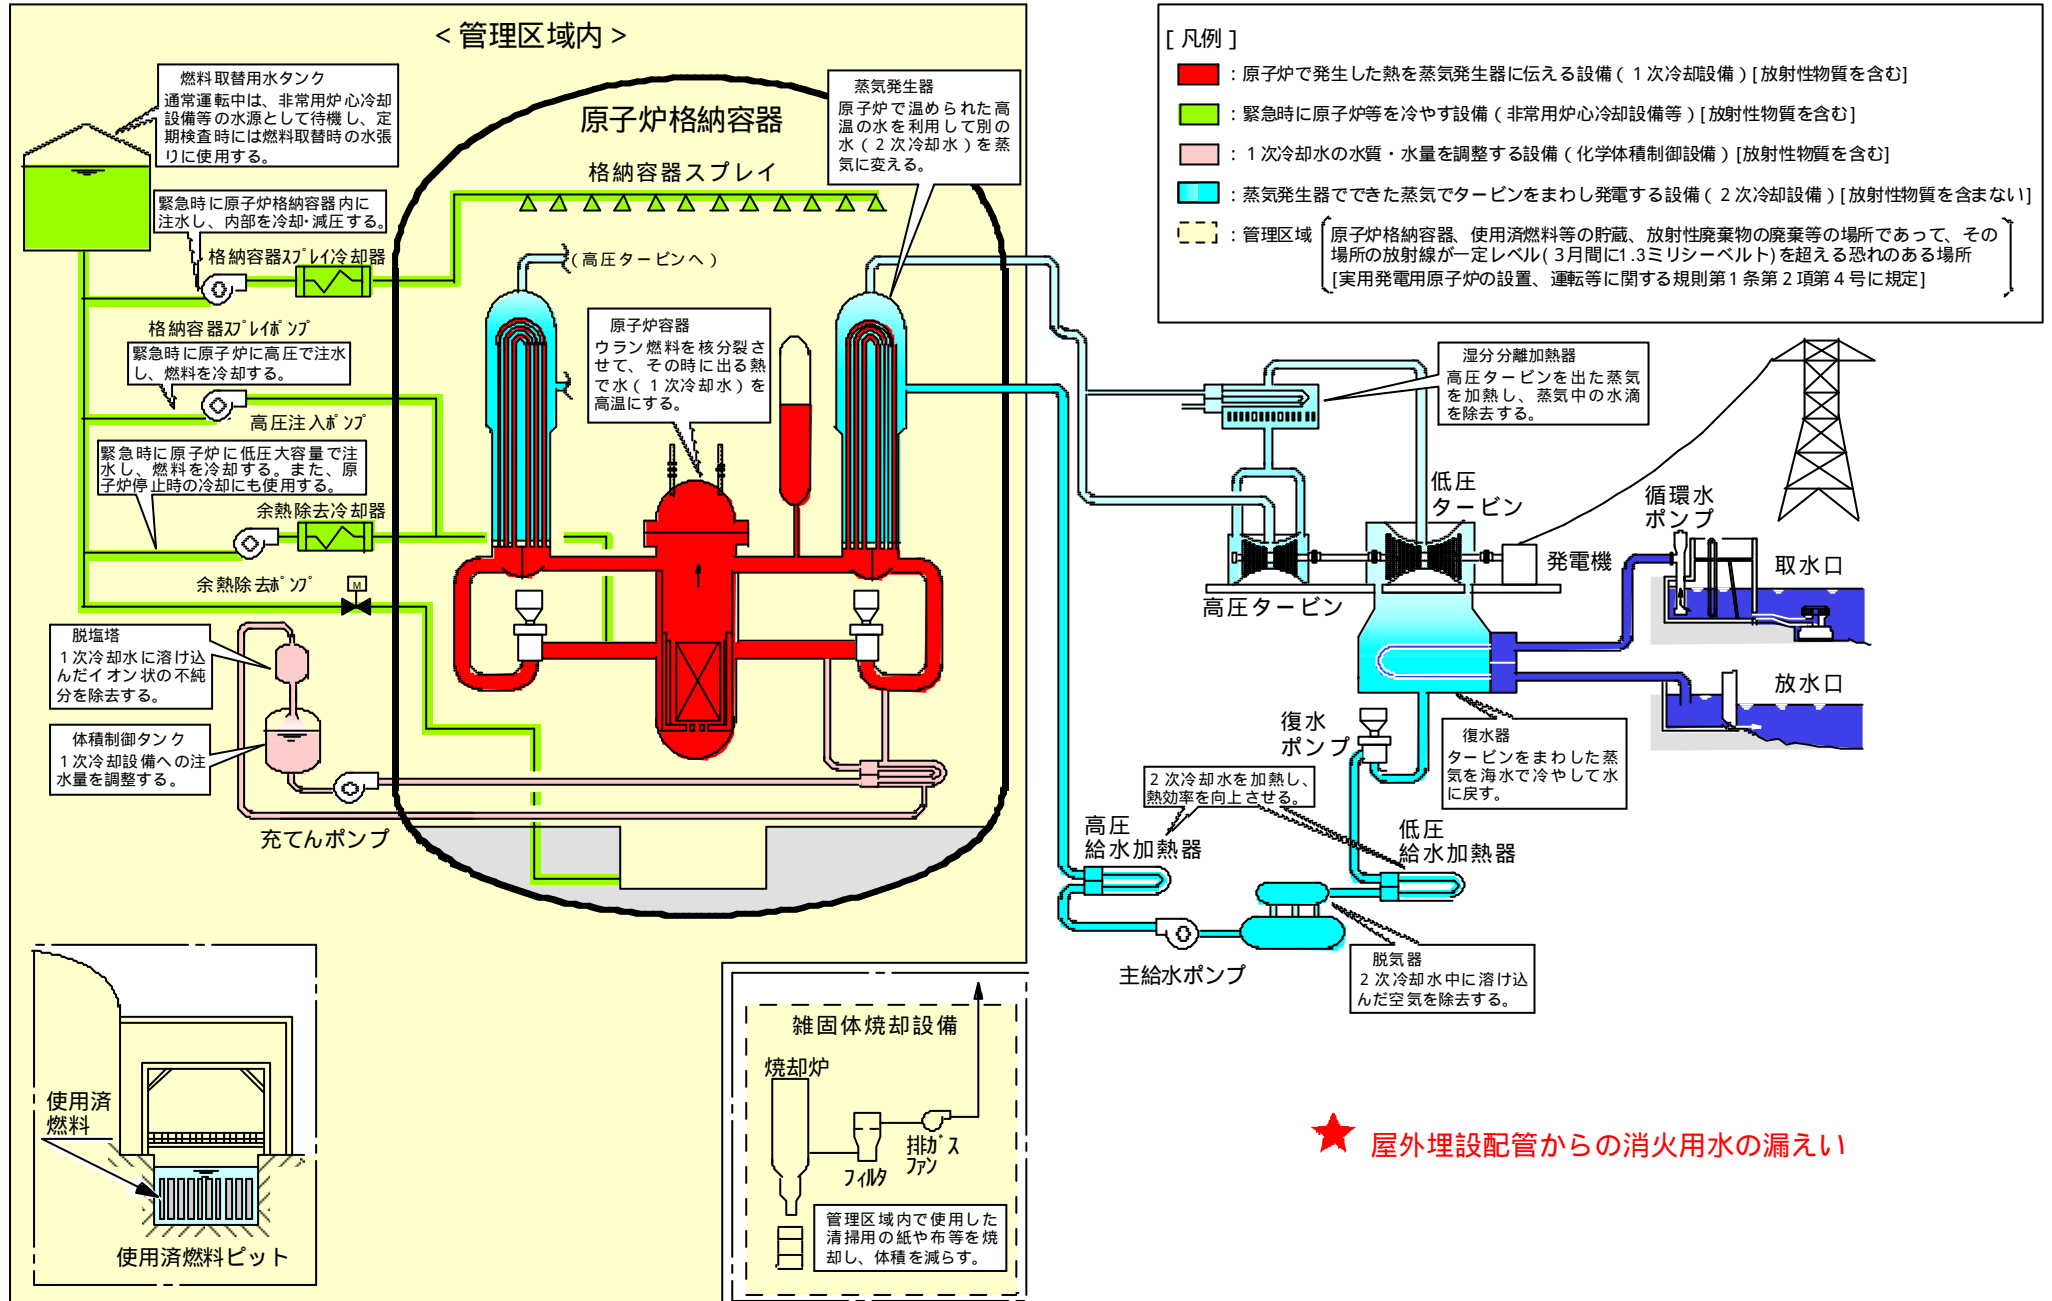 ＜管理区域内＞
燃料取替用水タンク
通常運転中は、非常用炉心冷却
設備等の水源として待機し、定
期検査時には燃料取替時の水張
りに使用する。
緊急時に原子炉格納容器内に
注水し、内部を冷却･減圧する。
格納容器ｽﾌﾟﾚｲ冷却器
格納容器ｽﾌﾟﾚｲﾎﾟﾝﾌﾟ
緊急時に原子炉に高圧で注水
し、燃料を冷却する。
高圧注入ﾎﾟﾝﾌﾟ
緊急時に原子炉に低圧大容量で注
水し、燃料を冷却する。また、原
子炉停止時の冷却にも使用する。
余熱除去冷却器
余熱除去ﾎﾟﾝﾌﾟ
M
脱塩塔
１次冷却水に溶け込
んだイオン状の不純
分を除去する。
体積制御タンク
１次冷却設備への注
水量を調整する。
充てんポンプ
原子炉格納容器
格納容器スプレイ
（高圧タービンへ）
蒸気発生器
原子炉で温められた高
温の水を利用して別の
水（２次冷却水）を蒸
気に変える。
原子炉容器
ウラン燃料を核分裂さ
せて、その時に出る熱
で水（１次冷却水）を
高温にする。
[ 凡例 ]
：原子炉で発生した熱を蒸気発生器に伝える設備（１次冷却設備）[放射性物質を含む]
：緊急時に原子炉等を冷やす設備（非常用炉心冷却設備等）[放射性物質を含む]
：１次冷却水の水質・水量を調整する設備（化学体積制御設備）[放射性物質を含む]
：蒸気発生器でできた蒸気でタービンをまわし発電する設備（２次冷却設備）[放射性物質を含まない]
：管理区域
原子炉格納容器、使用済燃料等の貯蔵、放射性廃棄物の廃棄等の場所であって、その
場所の放射線が一定レベル(３月間に1.3ミリシーベルト)を超える恐れのある場所
[実用発電用原子炉の設置、運転等に関する規則第１条第２項第４号に規定]
湿分分離加熱器
高圧タービンを出た蒸気
を加熱し、蒸気中の水滴
を除去する。
低圧
タービン
高圧タービン
発電機
循環水
ポンプ
取水口
放水口
復水
ポンプ
復水器
タービンをまわした蒸
気を海水で冷やして水
に戻す。
２次冷却水を加熱し、
熱効率を向上させる。
高圧
給水加熱器
低圧
給水加熱器
主給水ポンプ
脱気器
２次冷却水中に溶け込
んだ空気を除去する。
使用済
燃料
使用済燃料ピット
雑固体焼却設備
焼却炉
フィルタ
排ｶﾞｽ
ﾌｧﾝ
管理区域内で使用した
清掃用の紙や布等を焼
却し、体積を減らす。
★ 屋外埋設配管からの消火用水の漏えい